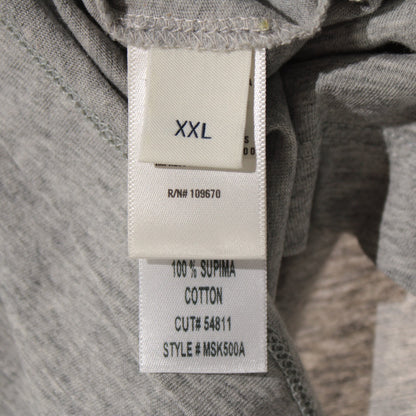 XXL
R/N# 109670
100 % SUPIMA
COTTON
CUT# 54811
STYLE # MSK500A